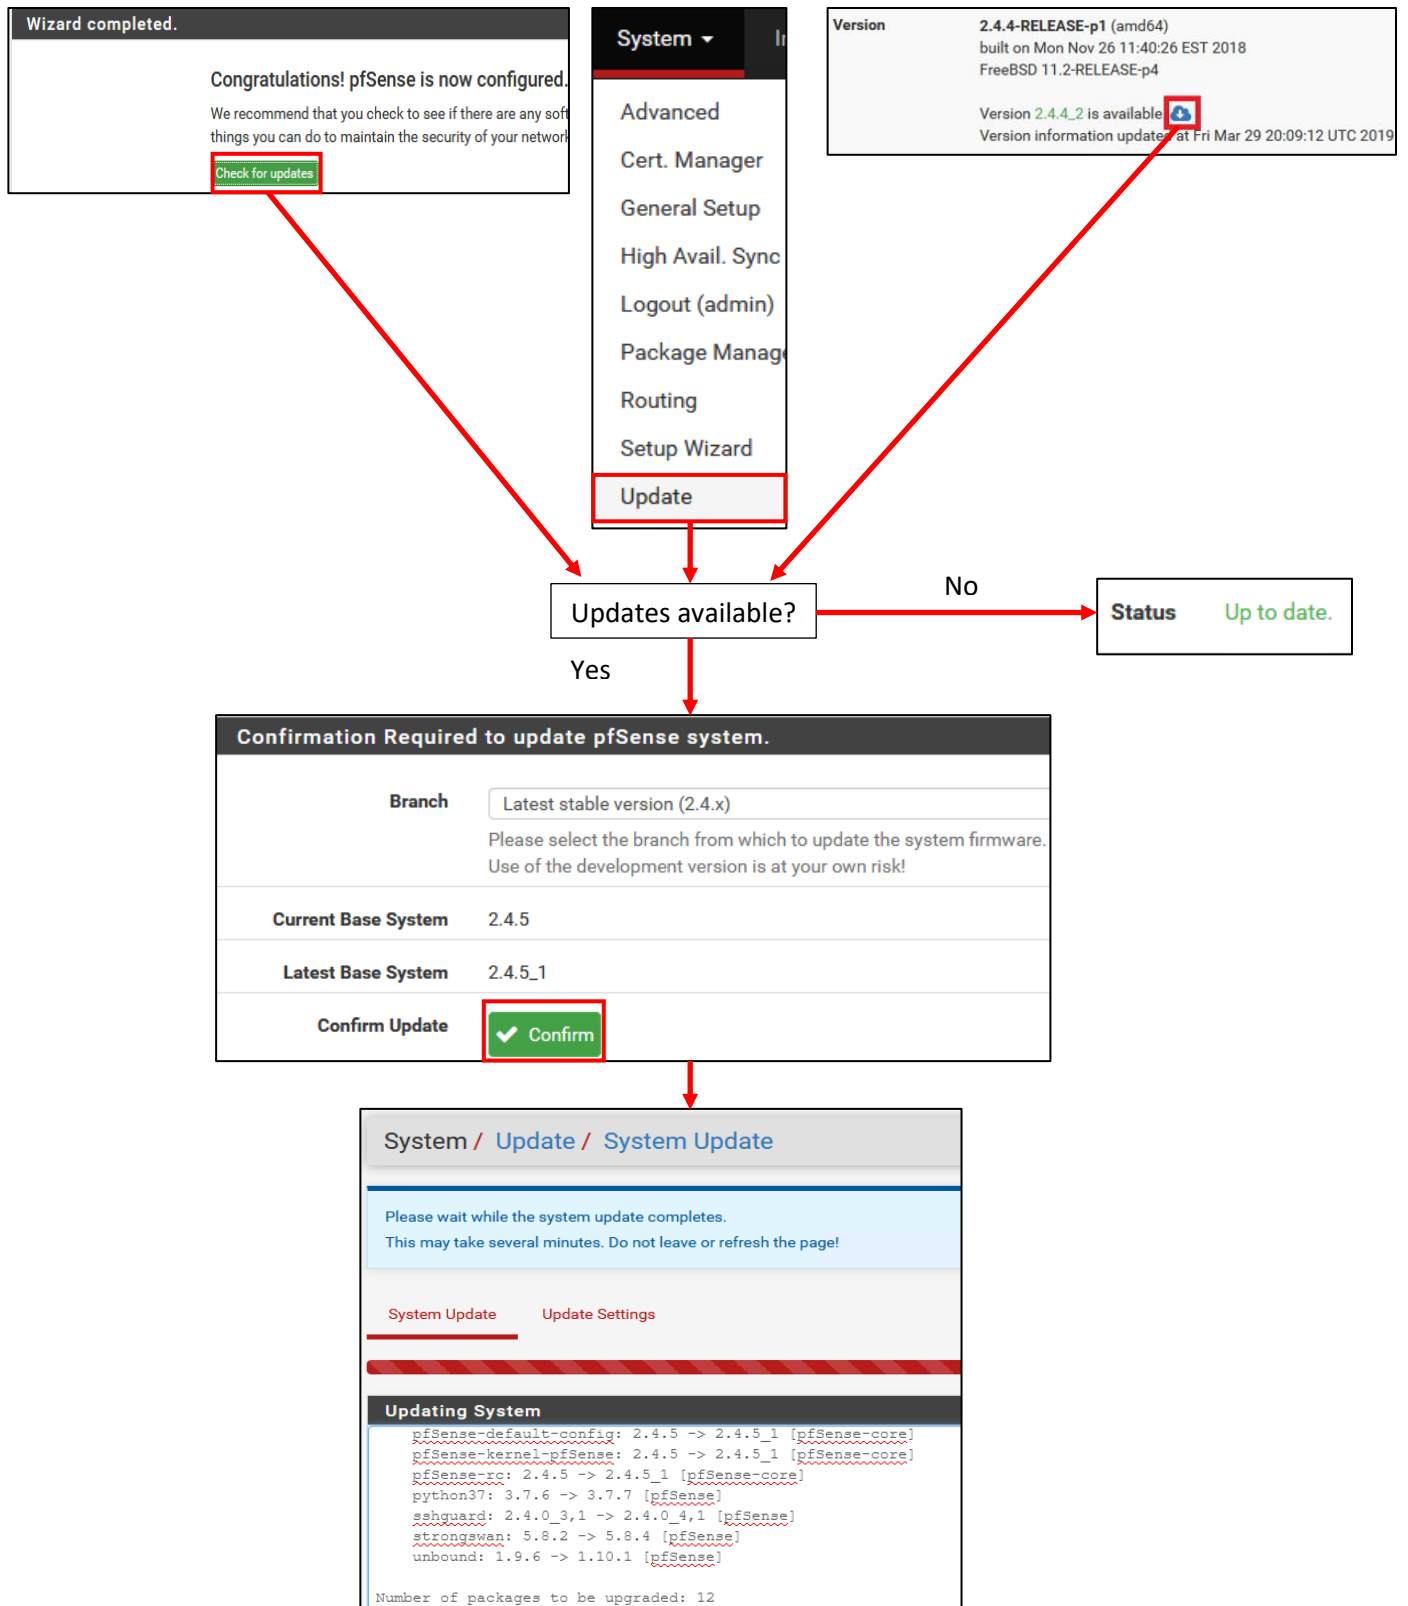 Wizard completed.
Congratulations! pfSense is now configured.
We recommend that you check to see if there are any soft
things you can do to maintain the security of your network
Check for updates
System
Advanced
Cert. Manager
General Setup
High Avail. Sync
Logout (admin)
Package Manage
Routing
Setup Wizard
Update
Version
2.4.4-RELEASE-p1 (amd64)
built on Mon Nov 26 11:40:26 EST 2018
FreeBSD 11.2-RELEASE-p4
Version 2.4.4_2 is available
Version information updated at Fri Mar 29 20:09:12 UTC 2019
Updates available?
No
Status Up to date.
Yes
Confirmation Required to update pfSense system.
Branch Latest stable version (2.4.x)
Please select the branch from which to update the system firmware.
Use of the development version is at your own risk!
Current Base System 2.4.5
Latest Base System 2.4.5_1
Confirm Update Confirm
System / Update / System Update
Please wait while the system update completes.
This may take several minutes. Do not leave or refresh the page!
System Update Update Settings
Updating System
pfSense-default-config: 2.4.5 -> 2.4.5_1 [pfSense-core]
pfSense-kernel-pfSense: 2.4.5 -> 2.4.5_1 [pfSense-core]
pfSense-rc: 2.4.5 -> 2.4.5_1 [pfSense-core]
python37: 3.7.6 -> 3.7.7 [pfSense]
sshguard: 2.4.0_3,1 -> 2.4.0_4,1 [pfSense]
strongswan: 5.8.2 -> 5.8.4 [pfSense]
unbound: 1.9.6 -> 1.10.1 [pfSense]
Number of packages to be upgraded: 12